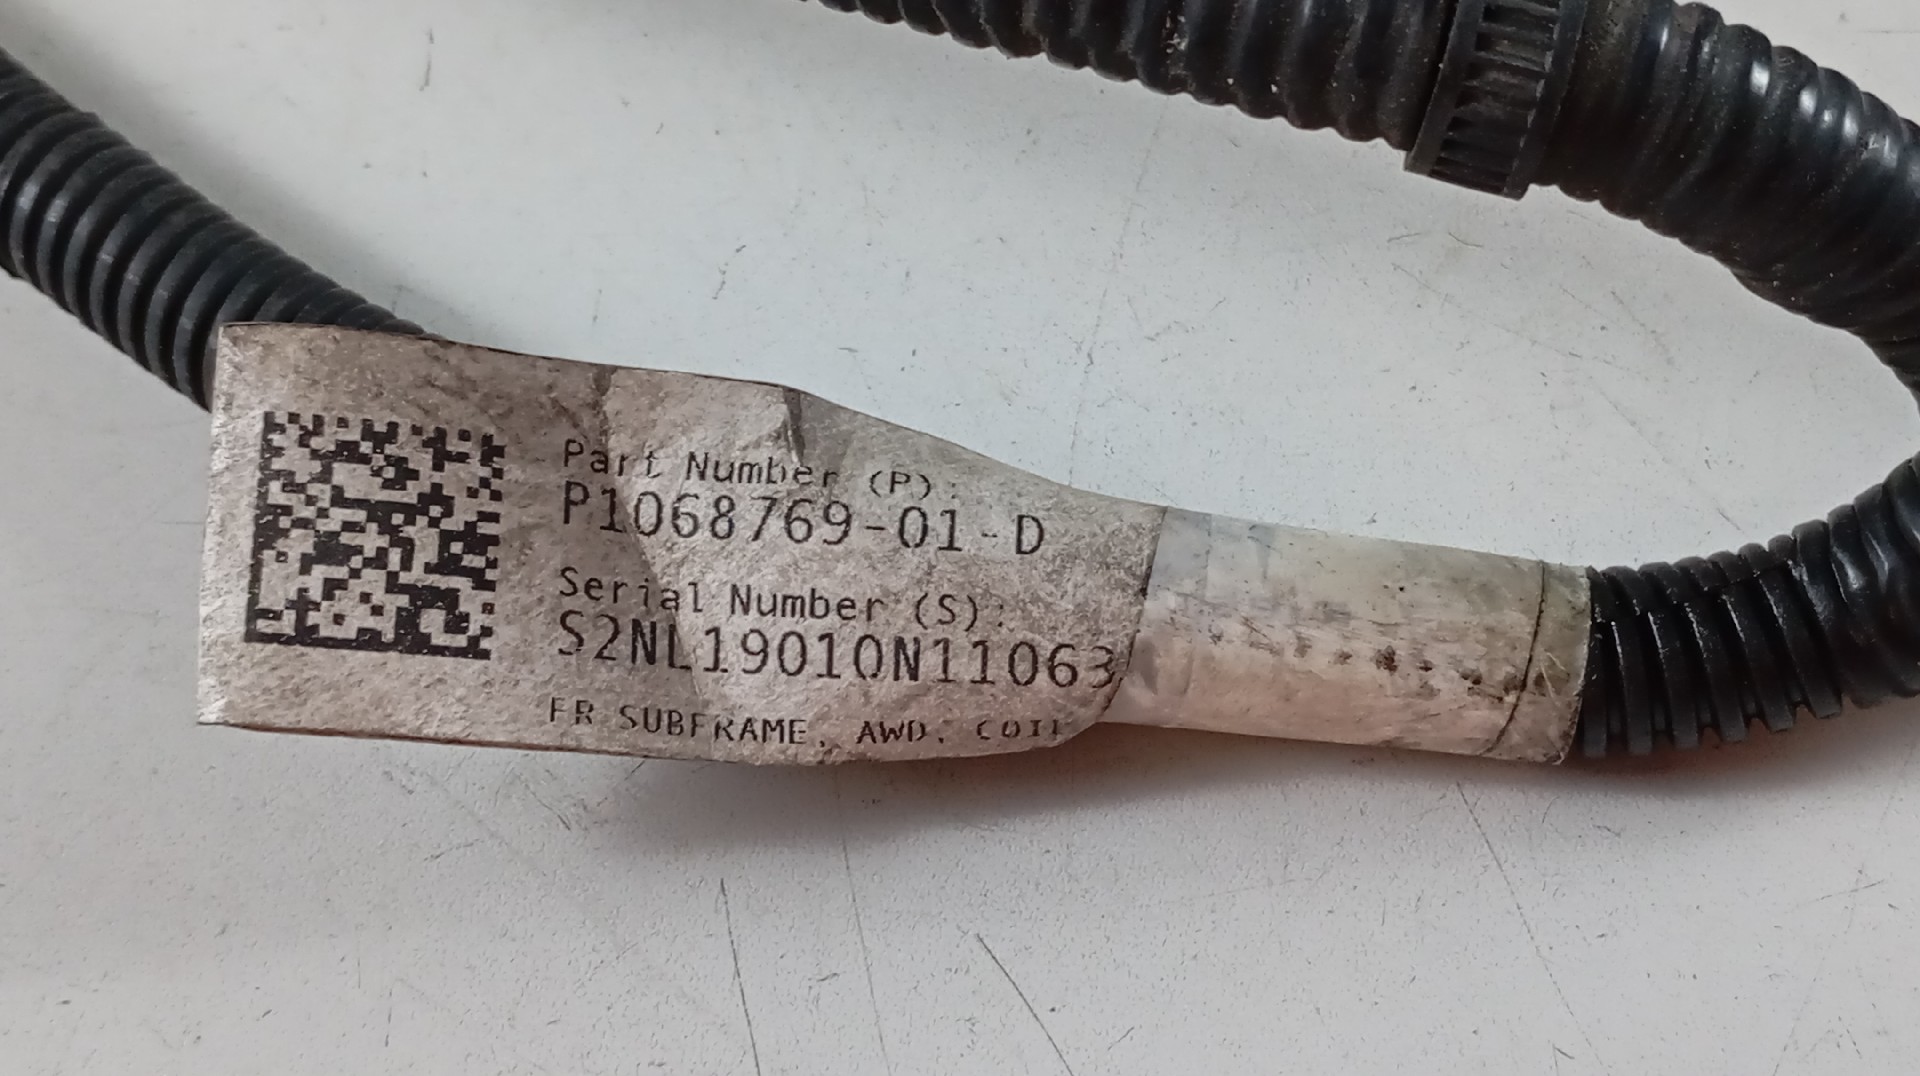 Part Number (P):
P1068769-01-D
Serial Number (S):
S2NL19010N11063
FR SUBFRAME, AWD, COIL